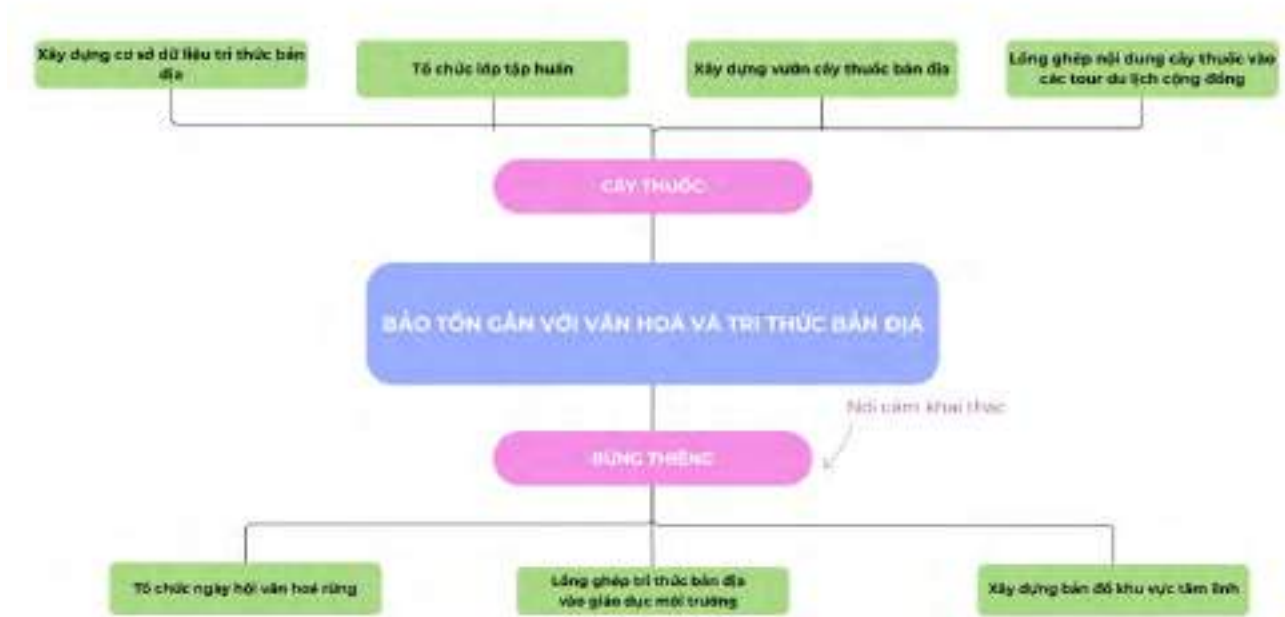 Xây dựng cơ sở dữ liệu tri thức bản
địa
Tổ chức lớp tập huấn
Xây dựng vườn cây thuốc bản địa
Lồng ghép nội dung cây thuốc vào
các tour du lịch cộng đồng
CÂY THUỐC
BẢO TỒN GẮN VỚI VĂN HOÁ VÀ TRI THỨC BẢN ĐỊA
Nơi cấm khai thác
RỪNG THIÊNG
Tổ chức ngày hội văn hoá rừng
Lồng ghép tri thức bản địa
vào giáo dục môi trường
Xây dựng bản đồ khu vực tâm linh